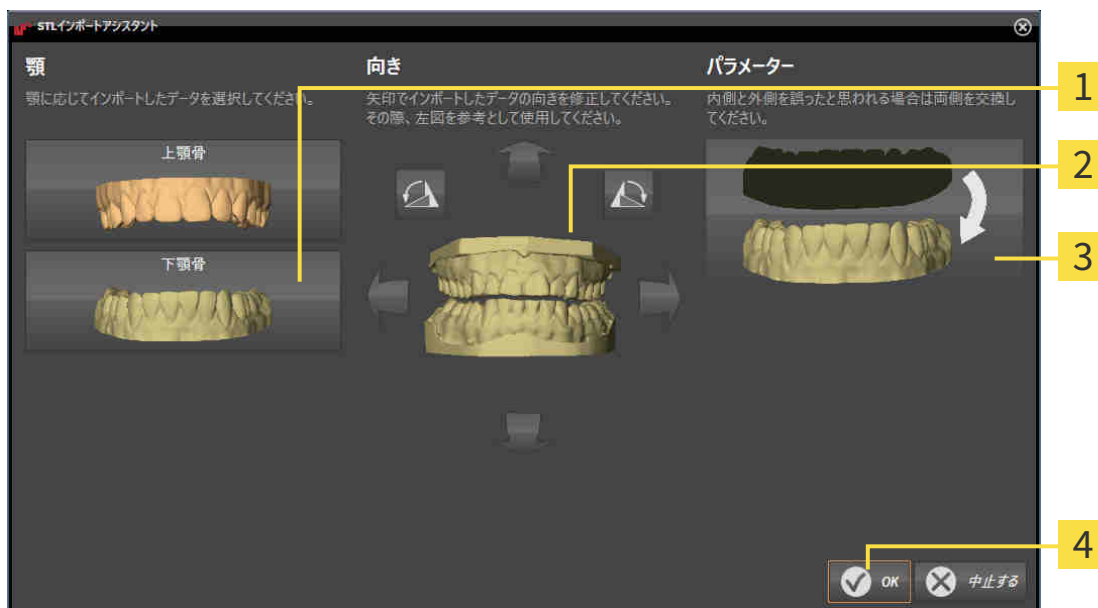 STLインポートアシスタント
顎
顎に応じてインポートしたデータを選択してください。
上顎骨
下顎骨
向き
矢印でインポートしたデータの向きを修正してください。
その際、左図を参考として使用してください。
パラメーター
内側と外側を誤ったと思われる場合は両側を交換し
てください。
OK
中止する
1
2
3
4